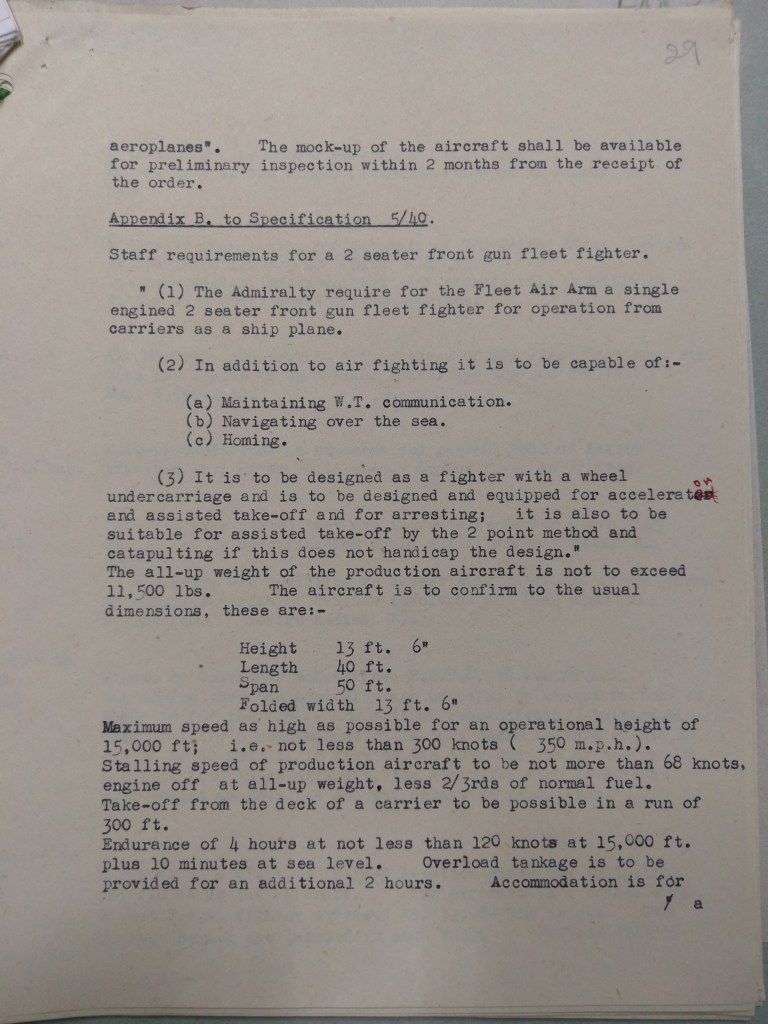 29
aeroplanes". The mock-up of the aircraft shall be available
for preliminary inspection within 2 months from the receipt of
the order.
Appendix B. to Specification 5/40.
Staff requirements for a 2 seater front gun fleet fighter.
" (1) The Admiralty require for the Fleet Air Arm a single
engined 2 seater front gun fleet fighter for operation from
carriers as a ship plane.
(2) In addition to air fighting it is to be capable of:-
(a) Maintaining W.T. communication.
(b) Navigating over the sea.
(c) Homing.
(3) It is to be designed as a fighter with a wheel
undercarriage and is to be designed and equipped for accelerator
and assisted take-off and for arresting; it is also to be
suitable for assisted take-off by the 2 point method and
catapulting if this does not handicap the design."
The all-up weight of the production aircraft is not to exceed
11,500 lbs. The aircraft is to confirm to the usual
dimensions, these are:-
Height 13 ft. 6"
Length 40 ft.
Span 50 ft.
Folded width 13 ft. 6"
Maximum speed as high as possible for an operational height of
15,000 ft; i.e. not less than 300 knots ( 350 m.p.h.).
Stalling speed of production aircraft to be not more than 68 knots,
engine off at all-up weight, less 2/3rds of normal fuel.
Take-off from the deck of a carrier to be possible in a run of
300 ft.
Endurance of 4 hours at not less than 120 knots at 15,000 ft.
plus 10 minutes at sea level. Overload tankage is to be
provided for an additional 2 hours. Accommodation is for
/ a